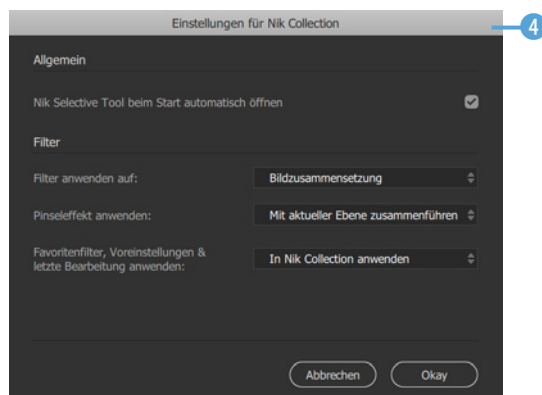 Einstellungen für Nik Collection
4
Allgemein
Nik Selective Tool beim Start automatisch öffnen
Filter
Filter anwenden auf:
Bildzusammensetzung
Pinseleffekt anwenden:
Mit aktueller Ebene zusammenführen
Favoritenfilter, Voreinstellungen &
letzte Bearbeitung anwenden:
In Nik Collection anwenden
Abbrechen
Okay